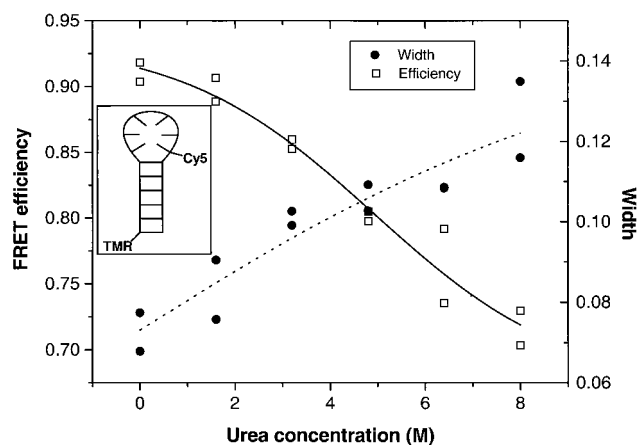 0.95
0.90
0.85
0.80
0.75
0.70
FRET efficiency
Width
Efficiency
Cy5
TMR
0.14
0.12
0.10
0.08
0.06
Width
0
2
4
6
8
Urea concentration (M)